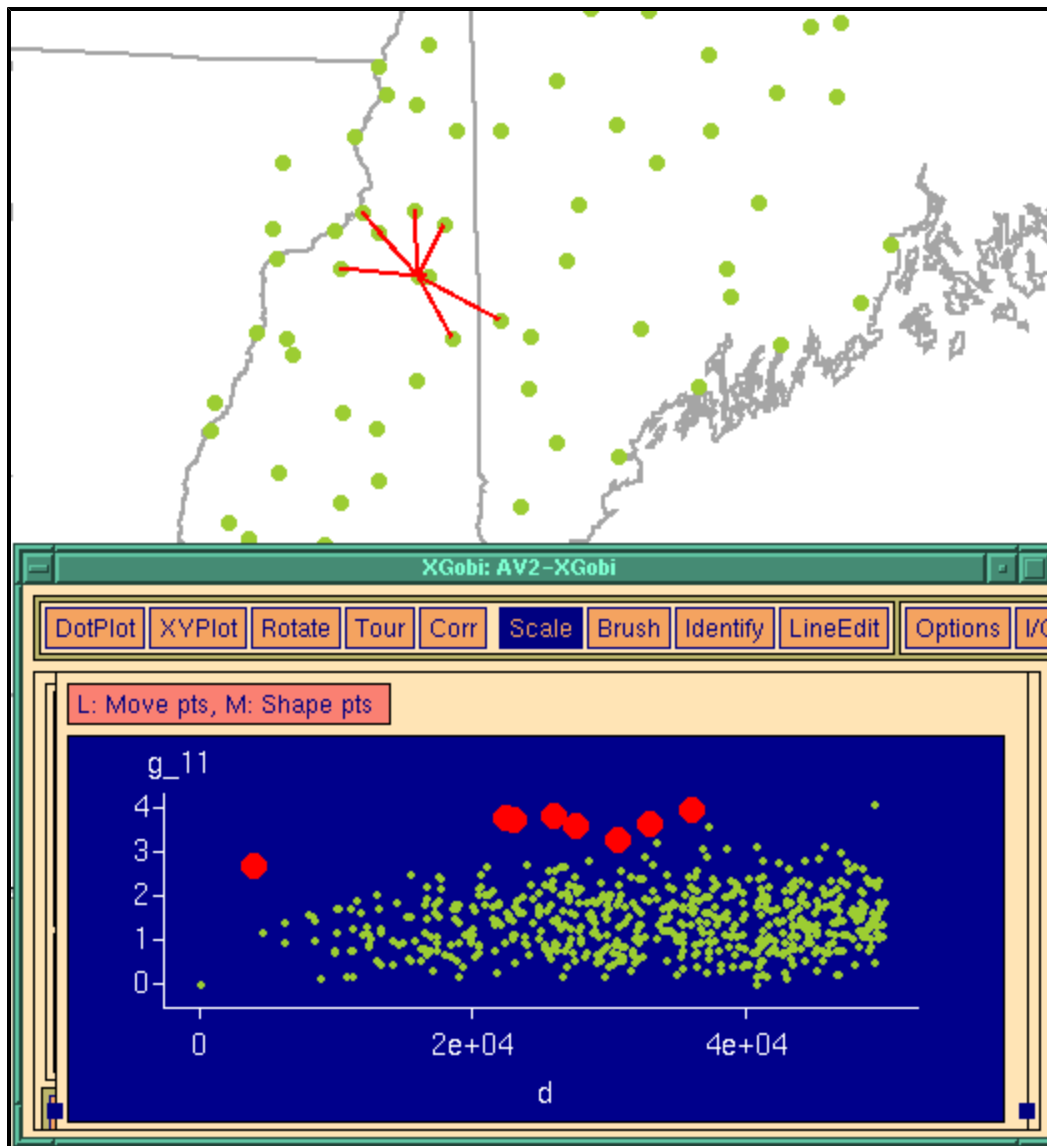 XGobi: AV2-XGobi
DotPlot XYPlot Rotate Tour Corr Scale Brush Identify LineEdit Options
L: Move pts, M: Shape pts
g_11
4
3
2
1
0
0 2e+04 4e+04
d